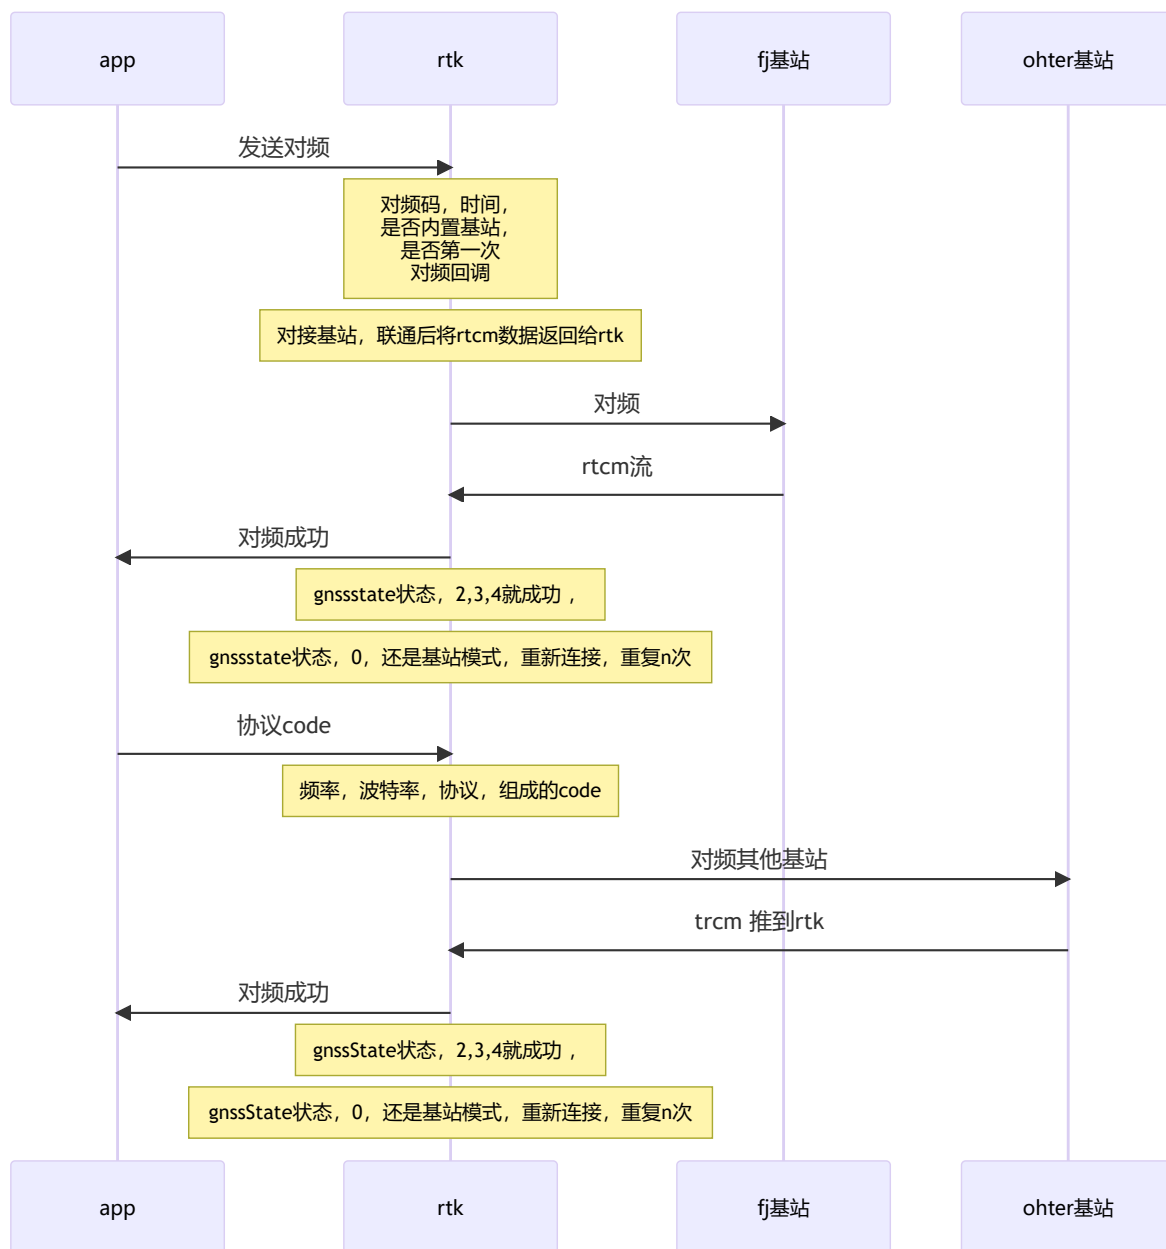 app
rtk
fj基站
ohter基站
发送对频
对频码，时间，
是否内置基站，
是否第一次
对频回调
对接基站，联通后将rtcm数据返回给rtk
对频
rtcm流
对频成功
gnssstate状态，2,3,4就成功 ，
gnssstate状态，0，还是基站模式，重新连接，重复n次
协议code
频率，波特率，协议，组成的code
对频其他基站
trcm 推到rtk
对频成功
gnssState状态，2,3,4就成功 ，
gnssState状态，0，还是基站模式，重新连接，重复n次
app
rtk
fj基站
ohter基站